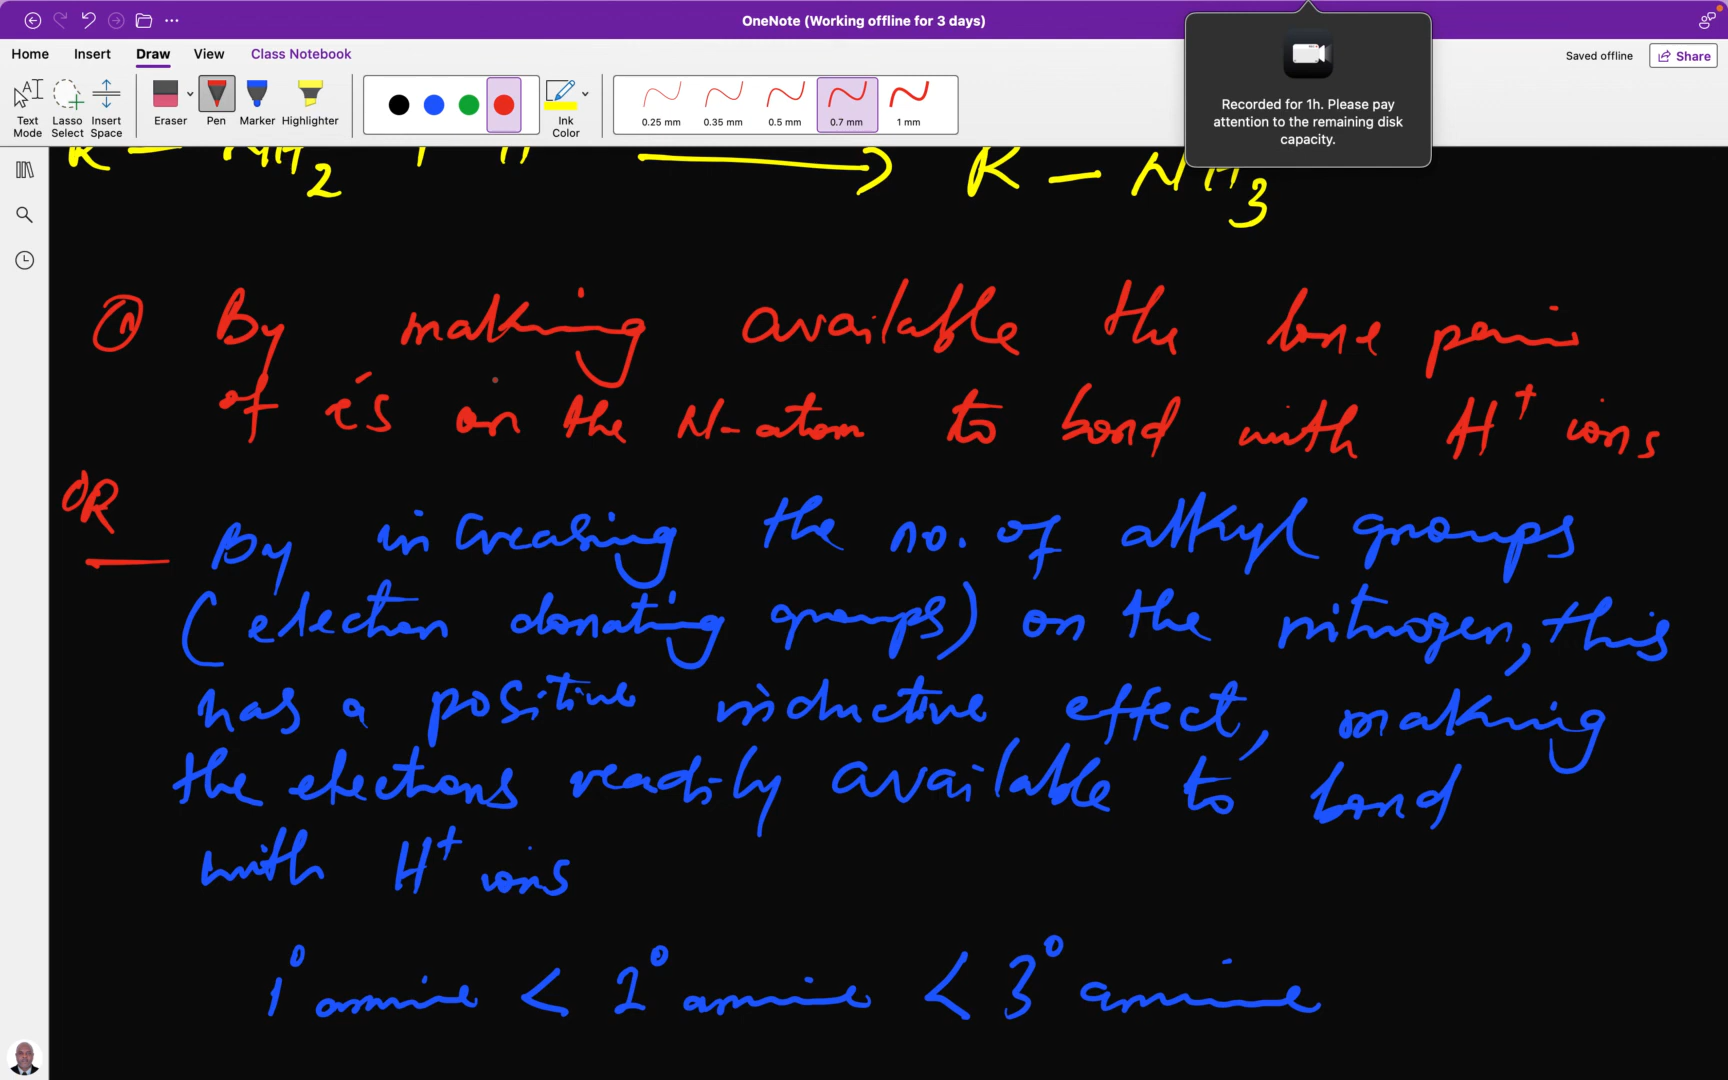 OneNote (Working offline for 3 days)
Home Insert Draw View Class Notebook
Saved offline Share
Text Mode Lasso Select Insert Space Eraser Pen Marker Highlighter Ink Color 0.25 mm 0.35 mm 0.5 mm 0.7 mm 1 mm
Recorded for 1h. Please pay
attention to the remaining disk
capacity.
R - NH2 + H → R - NH3
By making available the lone pair
of es on the N-atom to bond with H+ ions
OR
By increasing the no. of alkyl groups
(electron donating groups) on the nitrogen, this
has a positive inductive effect, making
the electrons readily available to bond
with H+ ions
1° amine < 2° amine < 3° amine